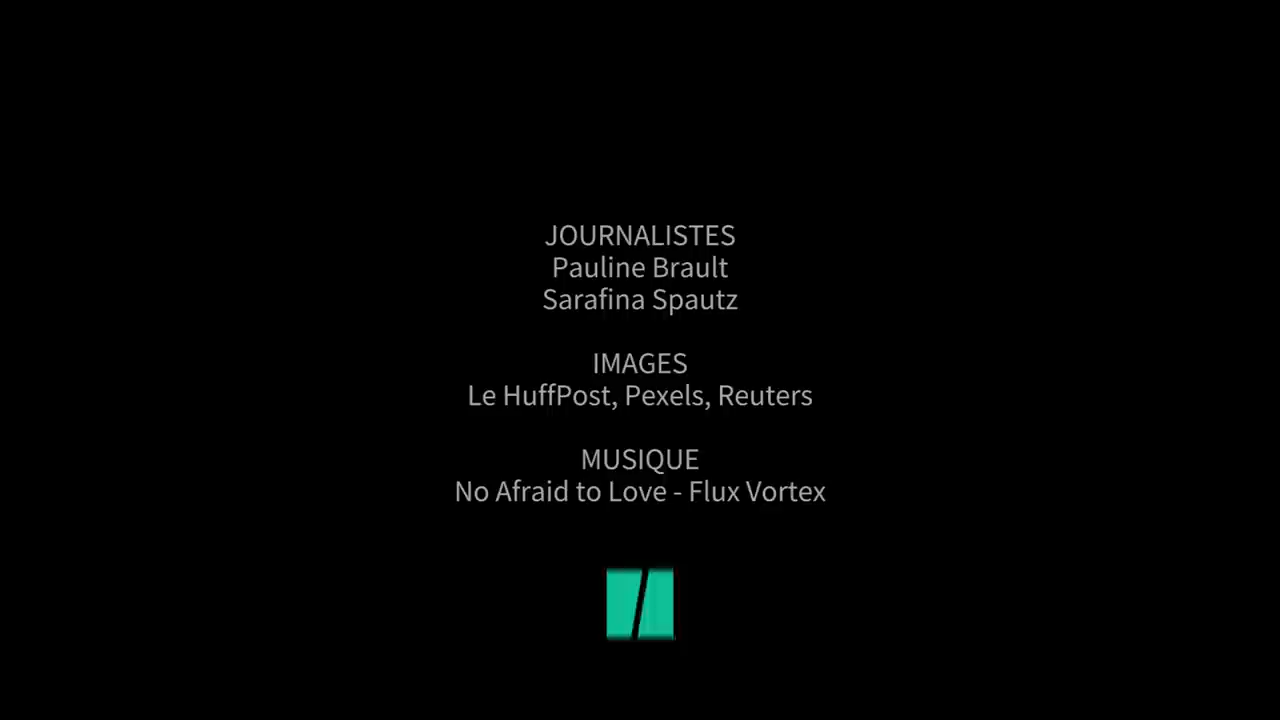 JOURNALISTES
Pauline Brault
Sarafina Spautz
IMAGES
Le HuffPost, Pexels, Reuters
MUSIQUE
No Afraid to Love - Flux Vortex